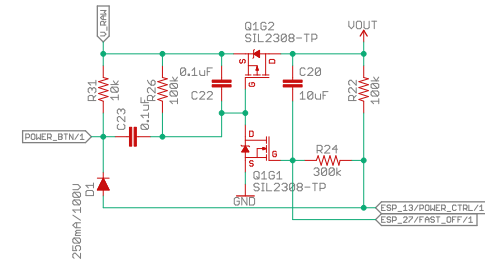 V_RAW
Q1G2
SIL2308-TP
VOUT
S
D
G
R31
10k
R26
100k
0.1uF
C22
C20
10uF
R22
100k
C23
0.1uF
POWER_BTN/1
D
G
S
R24
300k
Q1G1
SIL2308-TP
GND
D1
250mA/100V
ESP_13/POWER_CTRL/1
ESP_27/FAST_OFF/1